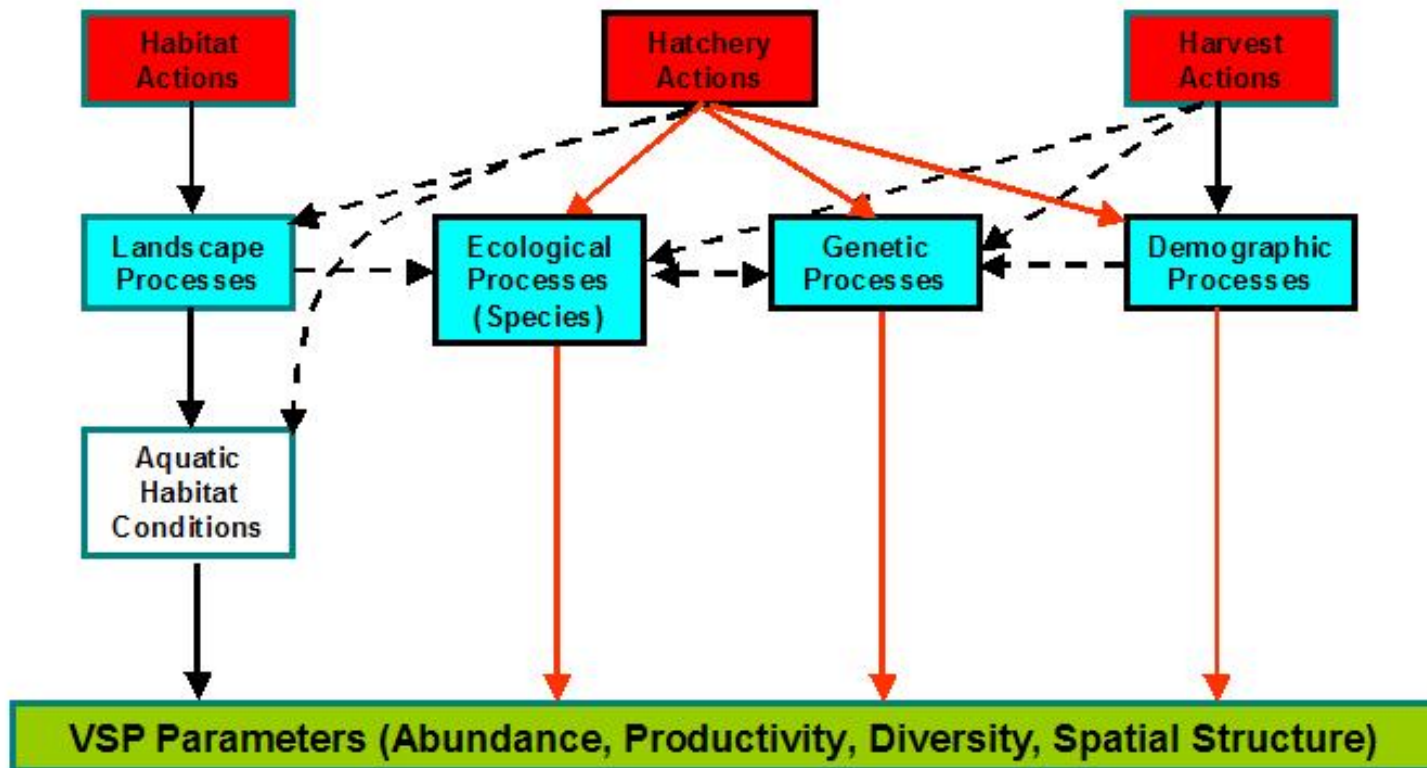 Habitat
Actions
Hatchery
Actions
Harvest
Actions
Landscape
Processes
Ecological
Processes
(Species)
Genetic
Processes
Demographic
Processes
Aquatic
Habitat
Conditions
VSP Parameters (Abundance, Productivity, Diversity, Spatial Structure)